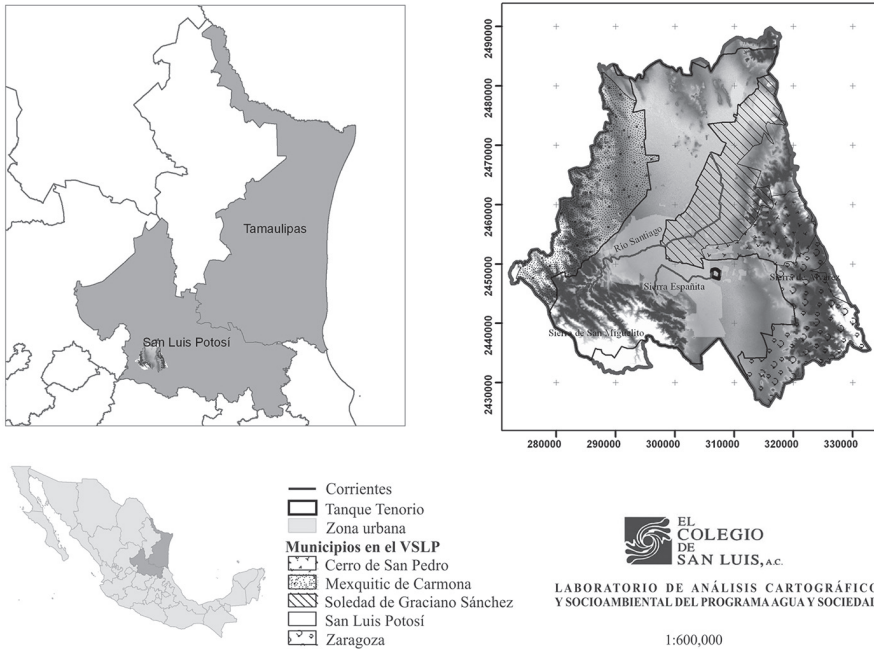 Tamaulipas
San Luis Potosí
2490000
2480000
2470000
2460000
2450000
2440000
2430000
Río Santiago
Sierra Españita
Sierra de Álvarez
Sierra de San Miguelito
280000 290000 300000 310000 320000 330000
Corrientes
Tanque Tenorio
Zona urbana
Municipios en el VSLP
Cerro de San Pedro
Mexquitic de Carmona
Soledad de Graciano Sánchez
San Luis Potosí
Zaragoza
EL
COLEGIO
DE
SAN LUIS, A.C.
LABORATORIO DE ANÁLISIS CARTOGRÁFICO
Y SOCIOAMBIENTAL DEL PROGRAMA AGUA Y SOCIEDAD
1:600,000